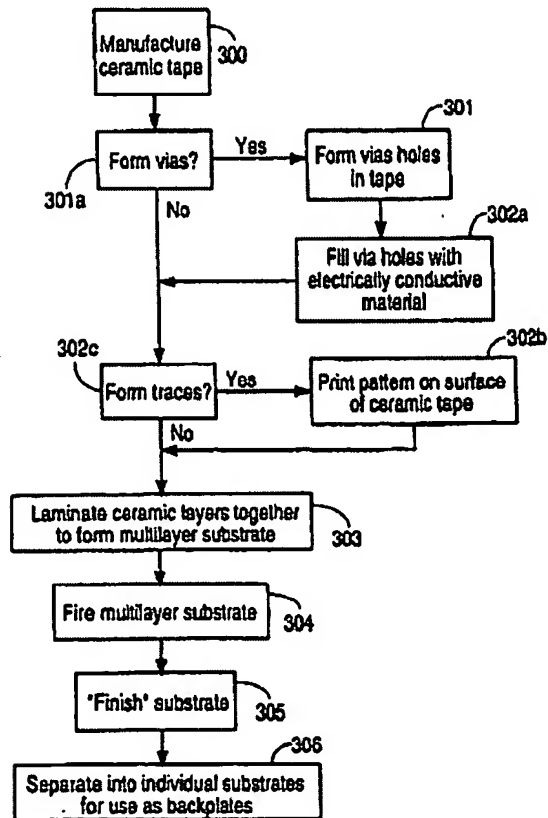 Manufacture
ceramic tape
300
Form vias?
301a
Yes
No
301
Form vias holes
in tape
302a
Fill via holes with
electrically conductive
material
302c
Form traces?
Yes
No
302b
Print pattern on surface
of ceramic tape
Laminate ceramic layers together
to form multilayer substrate
303
Fire multilayer substrate
304
"Finish" substrate
305
306
Separate into individual substrates
for use as backplates